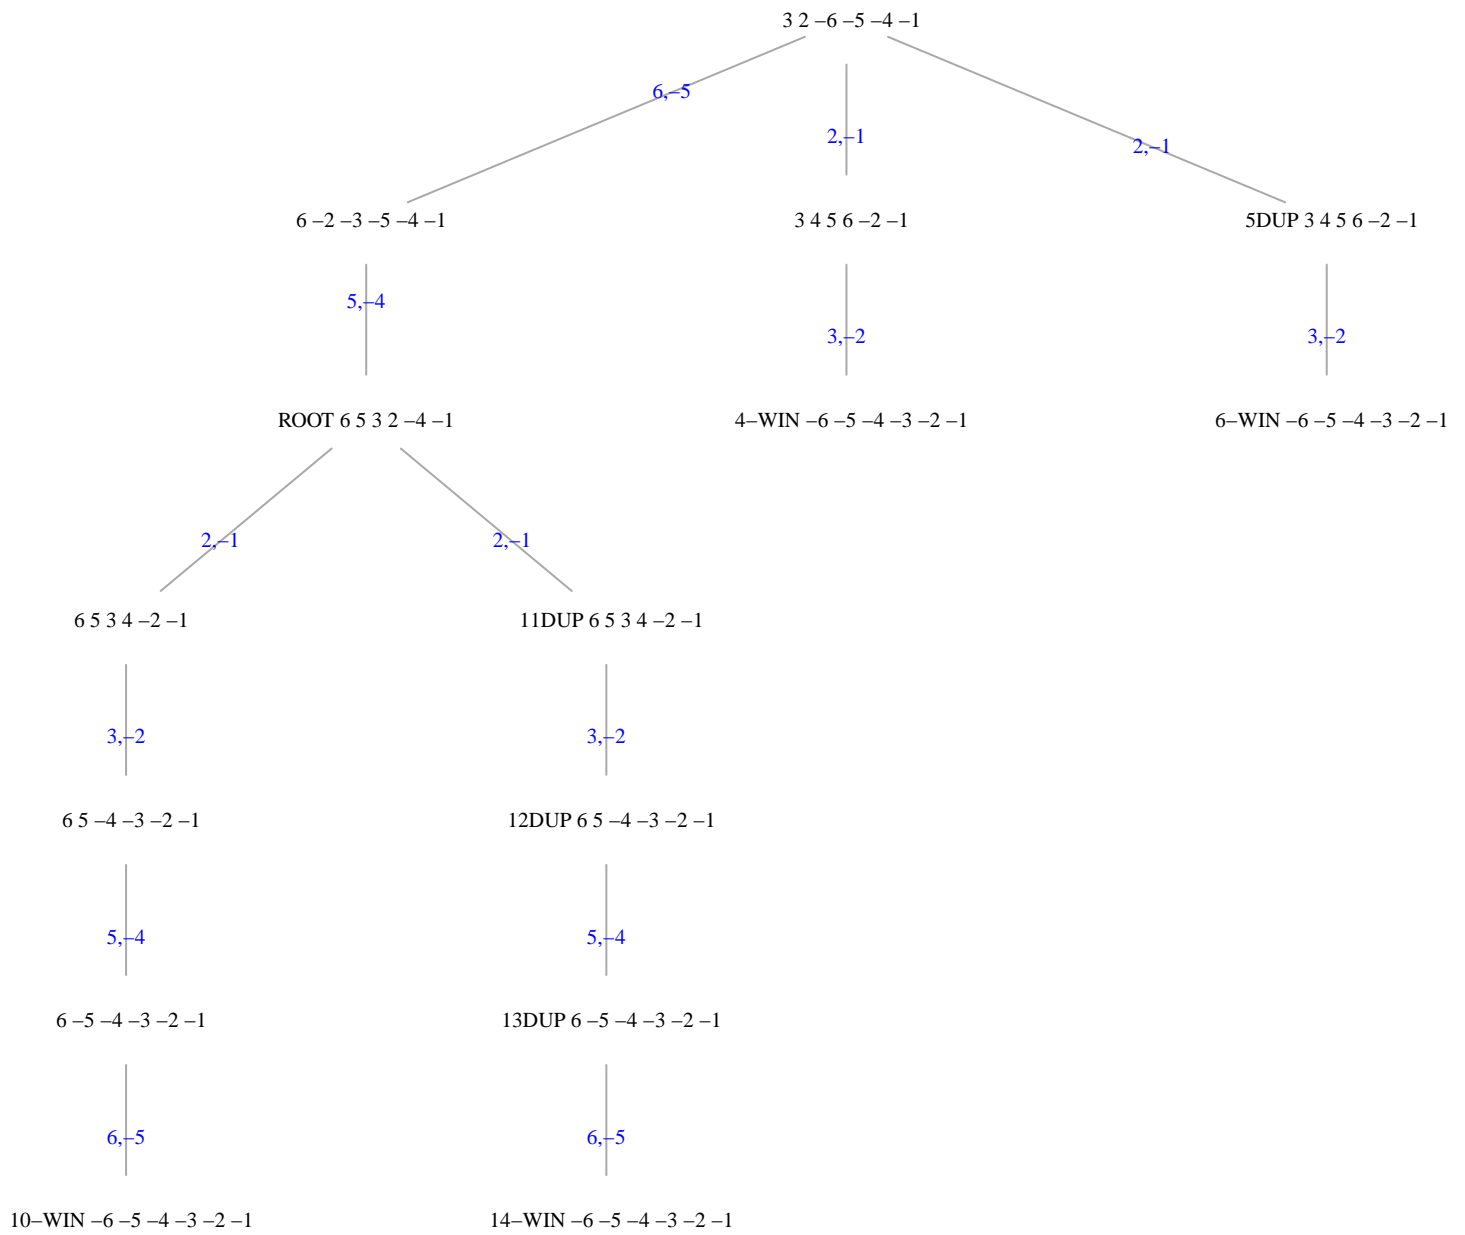 3 2 –6 –5 –4 –1
6,–5
2,–1
2,–1
6 –2 –3 –5 –4 –1
3 4 5 6 –2 –1
5DUP 3 4 5 6 –2 –1
5,–4
3,–2
3,–2
ROOT 6 5 3 2 –4 –1
4–WIN –6 –5 –4 –3 –2 –1
6–WIN –6 –5 –4 –3 –2 –1
2,–1
2,–1
6 5 3 4 –2 –1
11DUP 6 5 3 4 –2 –1
3,–2
3,–2
6 5 –4 –3 –2 –1
12DUP 6 5 –4 –3 –2 –1
5,–4
5,–4
6 –5 –4 –3 –2 –1
13DUP 6 –5 –4 –3 –2 –1
6,–5
6,–5
10–WIN –6 –5 –4 –3 –2 –1
14–WIN –6 –5 –4 –3 –2 –1